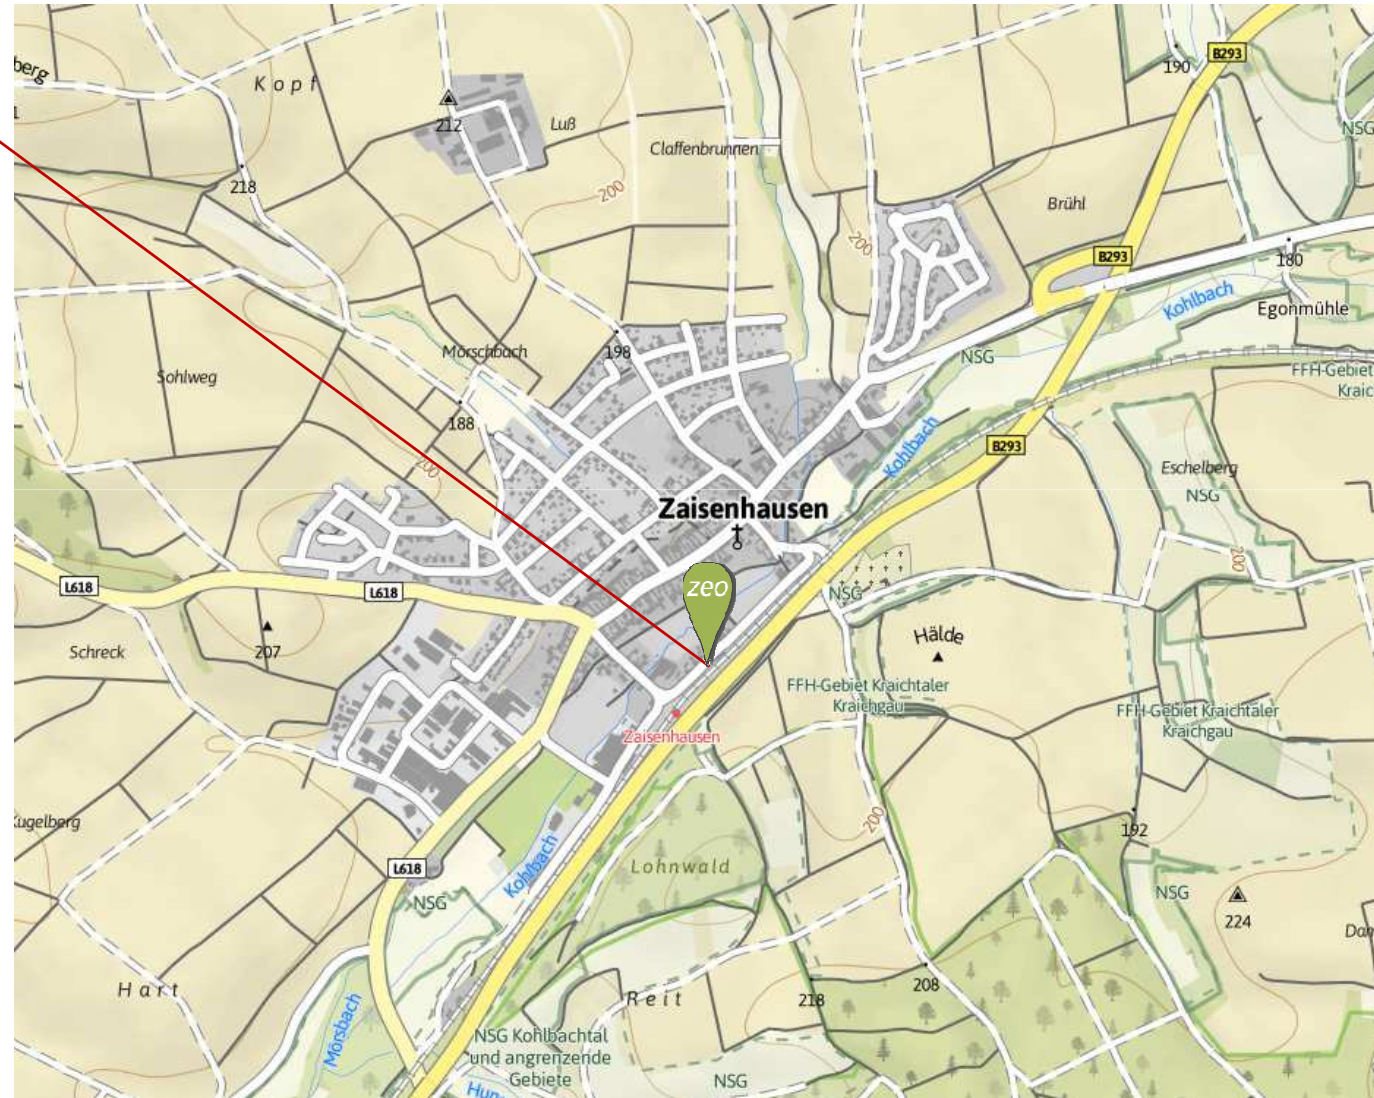 berg
Kopf
B293
190
212
Luß
Claffenbrunnen
NSG
218
200
Brühl
200
B293
180
Kohlbach
Egonmühle
Mörschbach
198
NSG
Sohlweg
FFH-Gebiet
Kraic
188
200
Kohlbach
B293
Eschelberg
NSG
Zaisenhausen
200
L618
L618
zeo
NSG
207
Schreck
Hälde
FFH-Gebiet Kraichtaler
Kraichgau
FFH-Gebiet Kraichtaler
Kraichgau
Zaisenhausen
Kugelberg
200
192
L618
Kohlbach
Lohnwald
NSG
NSG
224
Dam
Hart
Reit
218
208
Mörsbach
NSG Kohlbachtal
und angrenzende
Gebiete
NSG
Hun